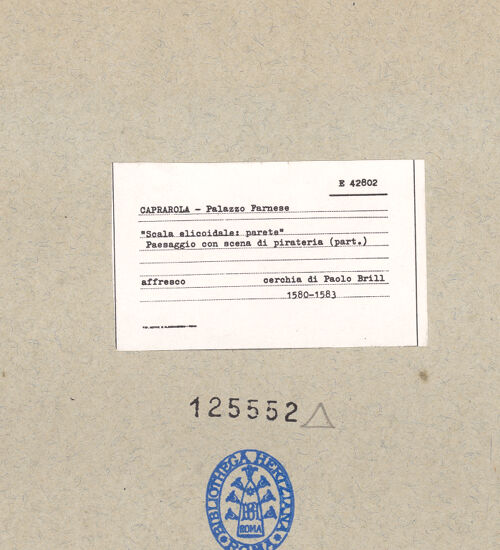 E 42802
CAPRAROLA - Palazzo Farnese
"Scala elicoidale: parete"
Paesaggio con scena di pirateria (part.)
affresco cerchia di Paolo Brill
1580-1583
125552
BIBLIOTHECA HERTZIANA
ROMA